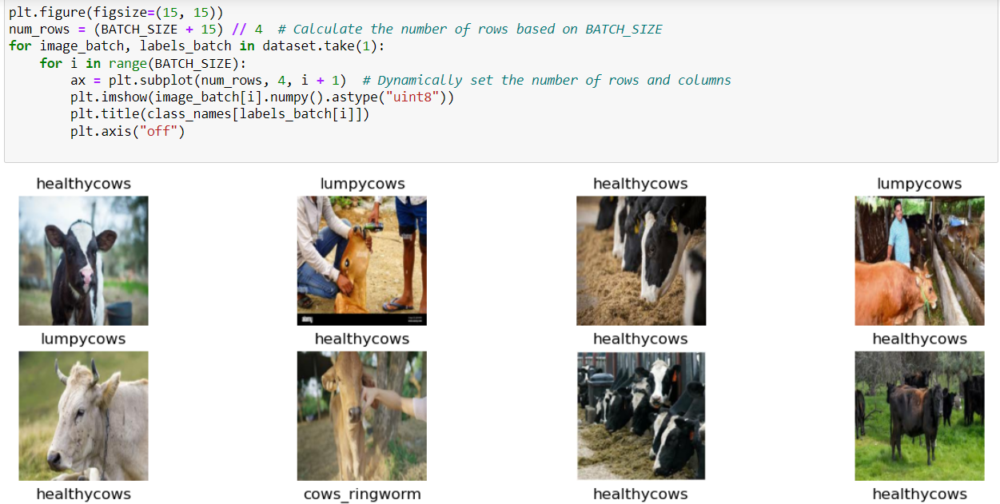 plt.figure(figsize=(15, 15))
num_rows = (BATCH_SIZE + 15) // 4  # Calculate the number of rows based on BATCH_SIZE
for image_batch, labels_batch in dataset.take(1):
    for i in range(BATCH_SIZE):
        ax = plt.subplot(num_rows, 4, i + 1)  # Dynamically set the number of rows and columns
        plt.imshow(image_batch[i].numpy().astype("uint8"))
        plt.title(class_names[labels_batch[i]])
        plt.axis("off")
healthycows lumpycows healthycows lumpycows
alamy
lumpycows healthycows healthycows healthycows
healthycows cows_ringworm healthycows healthycows